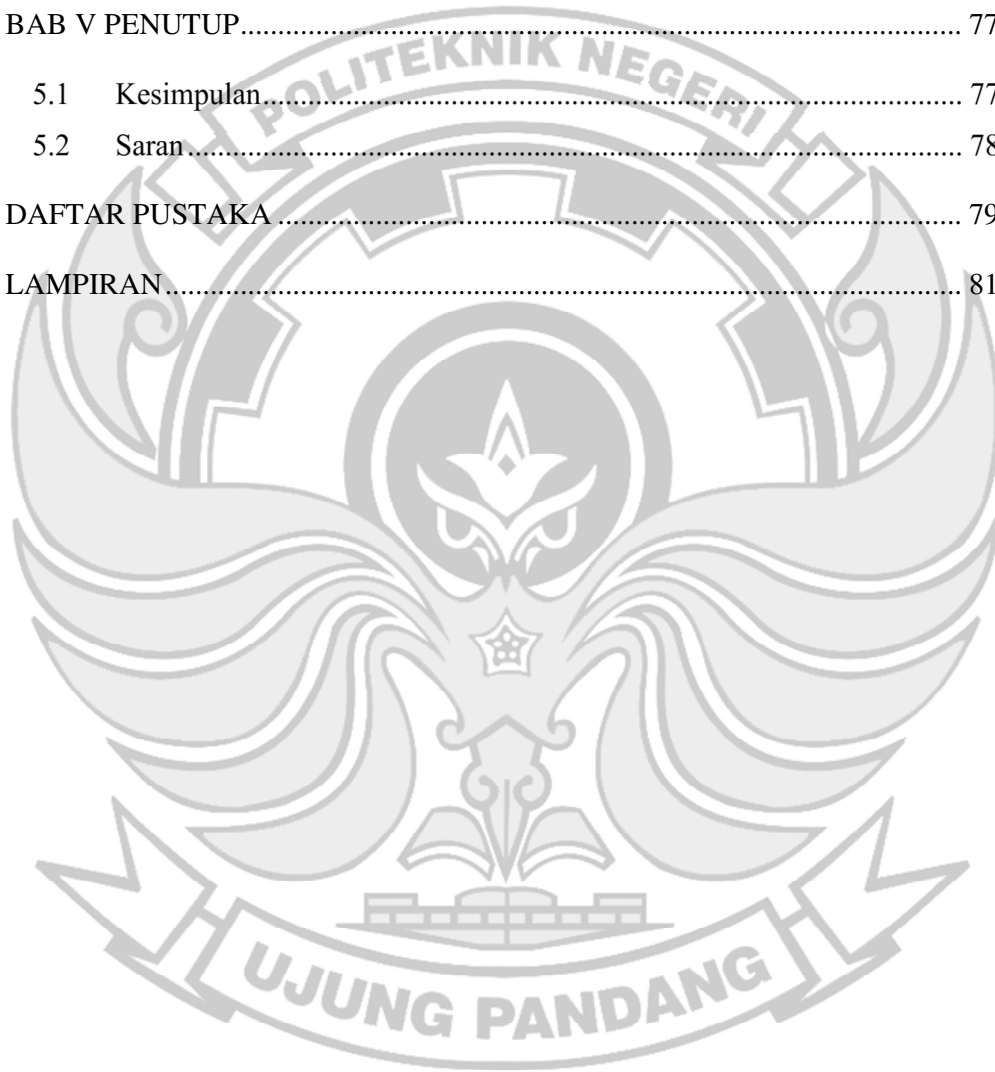 BAB V PENUTUP.......................................................................................... 77
5.1 Kesimpulan....................................................................................... 77
5.2 Saran................................................................................................. 78
DAFTAR PUSTAKA..................................................................................... 79
LAMPIRAN................................................................................................... 81
POLITEKNIK NEGERI
UJUNG PANDANG